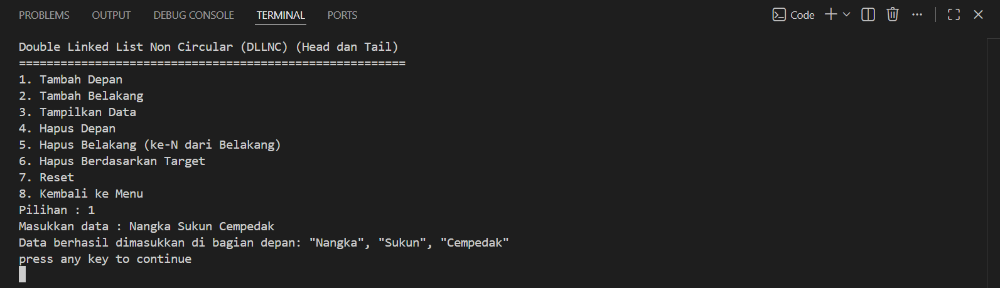 PROBLEMS OUTPUT DEBUG CONSOLE TERMINAL PORTS Code
Double Linked List Non Circular (DLLNC) (Head dan Tail)
========================================================
1. Tambah Depan
2. Tambah Belakang
3. Tampilkan Data
4. Hapus Depan
5. Hapus Belakang (ke-N dari Belakang)
6. Hapus Berdasarkan Target
7. Reset
8. Kembali ke Menu
Pilihan : 1
Masukkan data : Nangka Sukun Cempedak
Data berhasil dimasukkan di bagian depan: "Nangka", "Sukun", "Cempedak"
press any key to continue